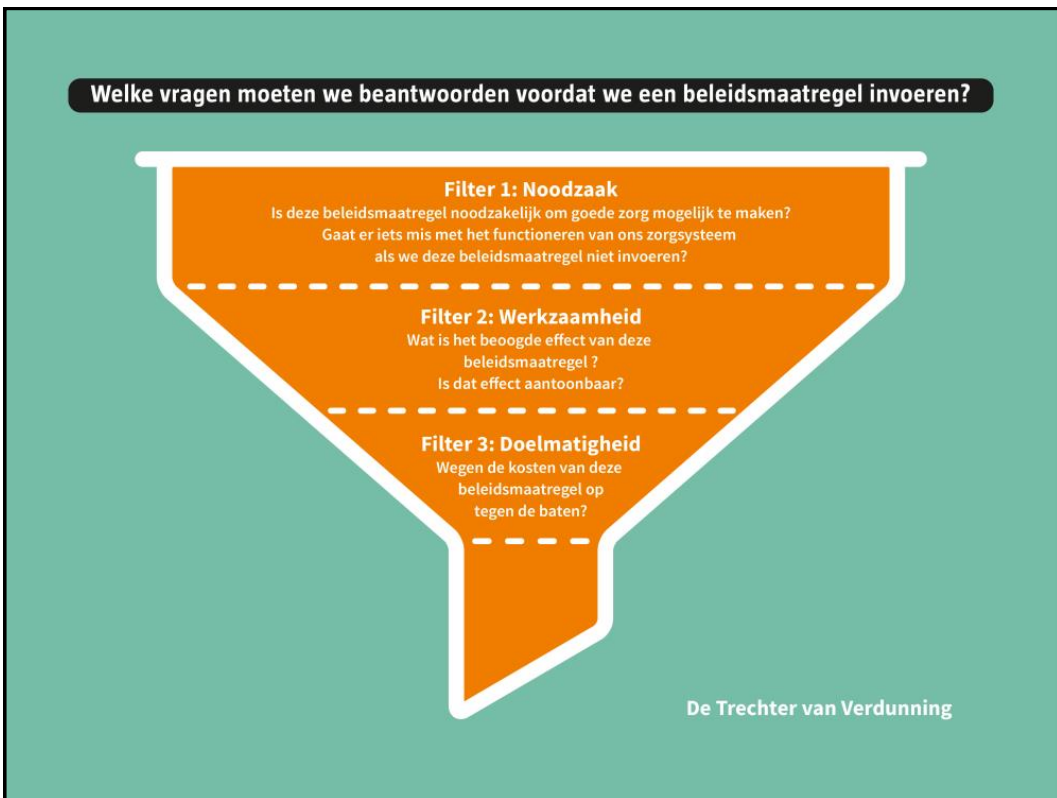 Welke vragen moeten we beantwoorden voordat we een beleidsmaatregel invoeren?
Filter 1: Noodzaak
Is deze beleidsmaatregel noodzakelijk om goede zorg mogelijk te maken?
Gaat er iets mis met het functioneren van ons zorgsysteem
als we deze beleidsmaatregel niet invoeren?
Filter 2: Werkzaamheid
Wat is het beoogde effect van deze
beleidsmaatregel ?
Is dat effect aantoonbaar?
Filter 3: Doelmatigheid
Wegen de kosten van deze
beleidsmaatregel op
tegen de baten?
De Trechter van Verdunning